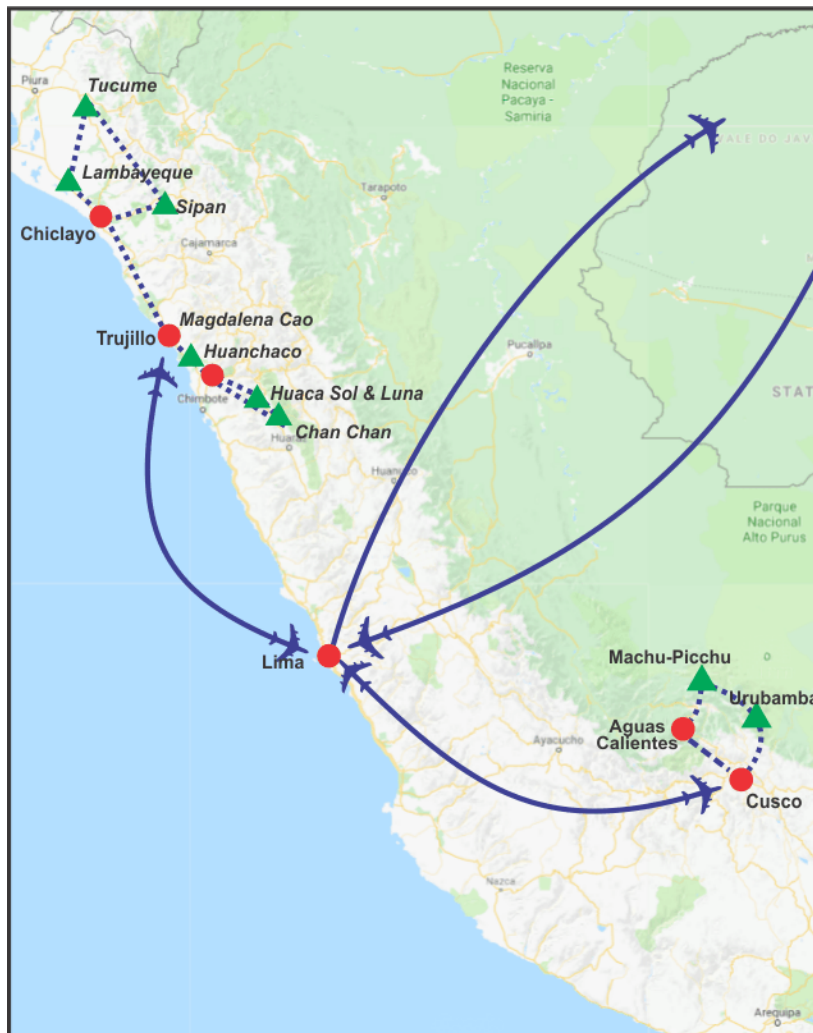 Reserva
Nacional
Pacaya -
Samiria
Piura
Tucume
VALE DO JAV
Lambayeque
Tarapoto
Sipan
Chiclayo
Cajamarca
Magdalena Cao
Trujillo
Huanchaco
Pucallpa
Huaca Sol & Luna
Chimbote
STAT
Chan Chan
Huaraz
Huanuco
Parque
Nacional
Alto Purus
Lima
Machu-Picchu
Urubamba
Aguas
Calientes
Ayacucho
Cusco
Nazca
Arequipa